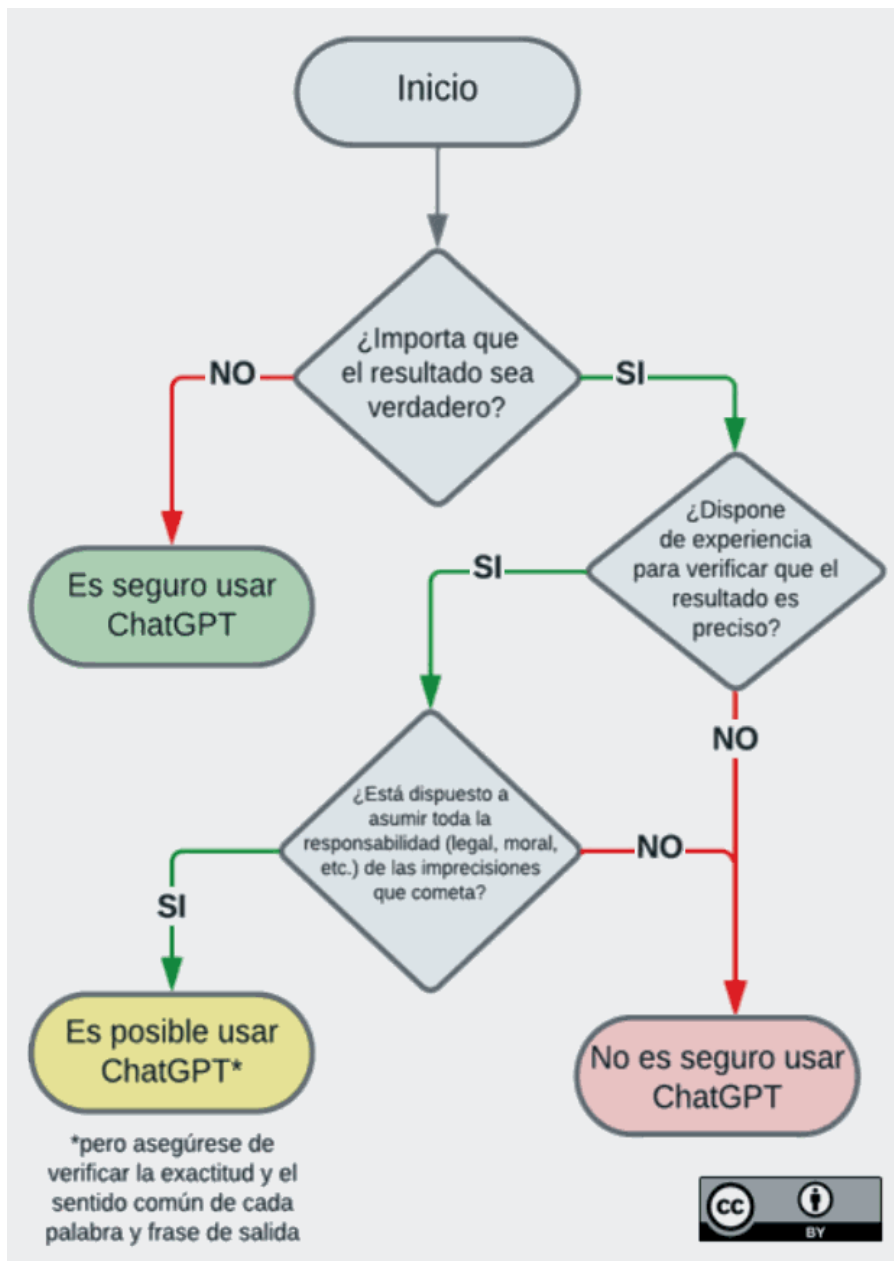 Inicio
¿Importa que
el resultado sea
verdadero?
NO
SI
¿Dispone
de experiencia
para verificar que el
resultado es
preciso?
Es seguro usar
ChatGPT
SI
NO
¿Está dispuesto a
asumir toda la
responsabilidad (legal, moral,
etc.) de las imprecisiones
que cometa?
NO
SI
Es posible usar
ChatGPT*
No es seguro usar
ChatGPT
*pero asegúrese de
verificar la exactitud y el
sentido común de cada
palabra y frase de salida
cc
BY